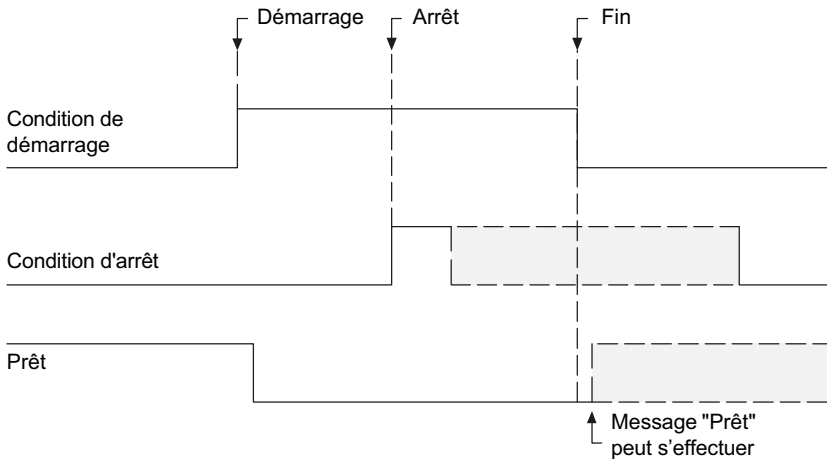 Démarrage
Arrêt
Fin
Condition de
démarrage
Condition d'arrêt
Prêt
Message "Prêt"
peut s’effectuer